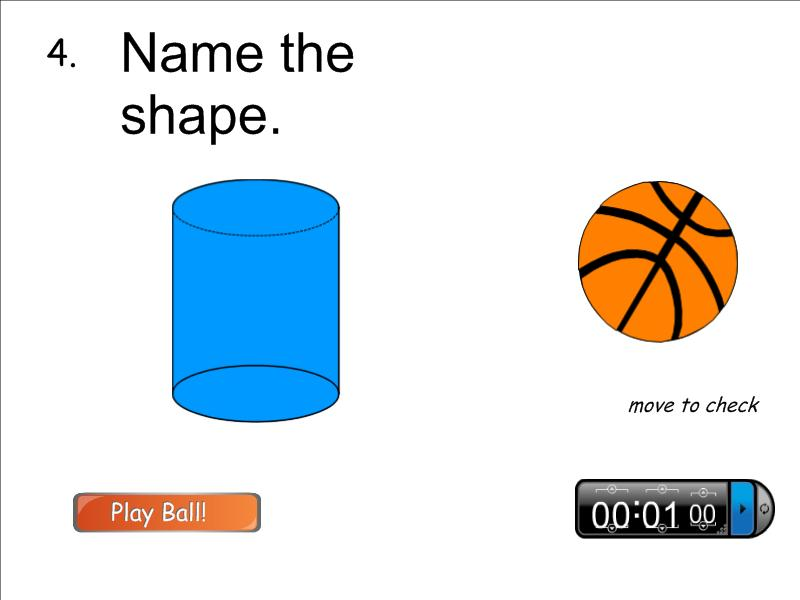 4. Name the
shape.
move to check
Play Ball!
00:01 00